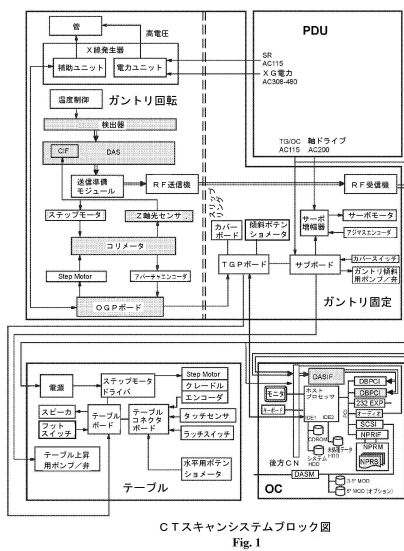 管
高電圧
X線発生器
補助ユニット
電力ユニット
SR
AC115
XG電力
AC308-480
PDU
温度制御
ガントリ回転
検出器
CIF
DAS
TG/DC
AC115
軸ドライブ
AC200
送信準備
モジュール
RF送信機
スリップ
リング
RF受信機
ステップモータ
Z軸光センサ
カバー
ボード
傾斜ポテン
ショメータ
サーボ
増幅器
サーボモータ
アジマスエンコーダ
コリメータ
Step Motor
アパーチャエンコーダ
TGPボード
サブボード
カバースイッチ
ガントリ傾斜
用ポンプ/弁
OGPボード
ガントリ固定
電源
ステップモータ
ドライバ
Step Motor
クレードル
エンコーダ
スピーカ
フット
スイッチ
テーブル
ボード
テーブル
コネクタ
ボード
タッチセンサ
ラッチスイッチ
テーブル上昇
用ポンプ/弁
水平用ポテン
ショメータ
テーブル
DASIF
モニタ
キーボード
ホスト
プロセッサ
IDE1
IDE2
PCI
DBPCI
DBPCI
232 EXP
オーディオ
SCSI
NPRIF
NPRM
NPRS
CDROM
システム
HDD
未処理データ
HDD
後方CN
DASM
3.5" MOD
5" MOD (オプション)
OC
CTスキャンシステムブロック図
Fig. 1